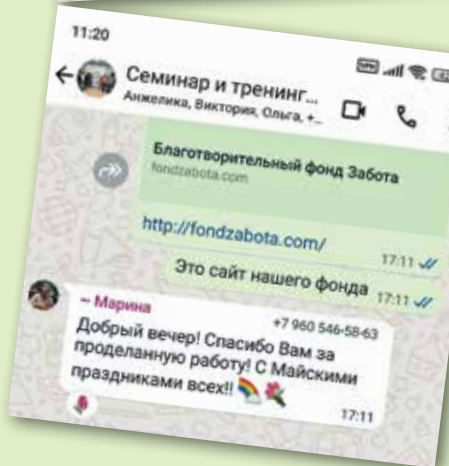 11:20
VPN
Семинар и тренинг...
Анжелика, Виктория, Ольга, +...
Благотворительный фонд Забота
fondzabota.com
http://fondzabota.com/
17:11
Это сайт нашего фонда 17:11
~ Марина +7 960 546-58-63
Добрый вечер! Спасибо Вам за
проделанную работу! С Майскими
праздниками всех!!
17:11